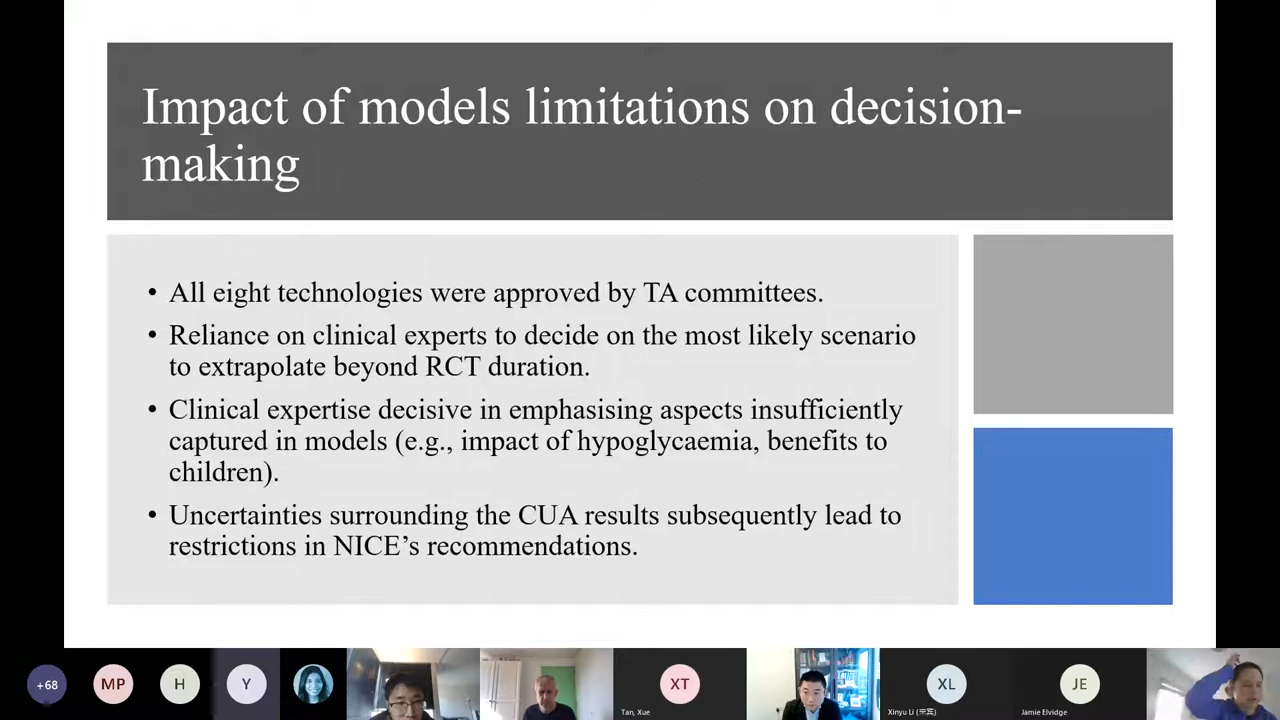 Impact of models limitations on decision-
making
• All eight technologies were approved by TA committees.
• Reliance on clinical experts to decide on the most likely scenario
to extrapolate beyond RCT duration.
• Clinical expertise decisive in emphasising aspects insufficiently
captured in models (e.g., impact of hypoglycaemia, benefits to
children).
• Uncertainties surrounding the CUA results subsequently lead to
restrictions in NICE’s recommendations.
+68 MP H Y XT XL JE
Tan, Xue Xinyu Li Jamie Elvidge